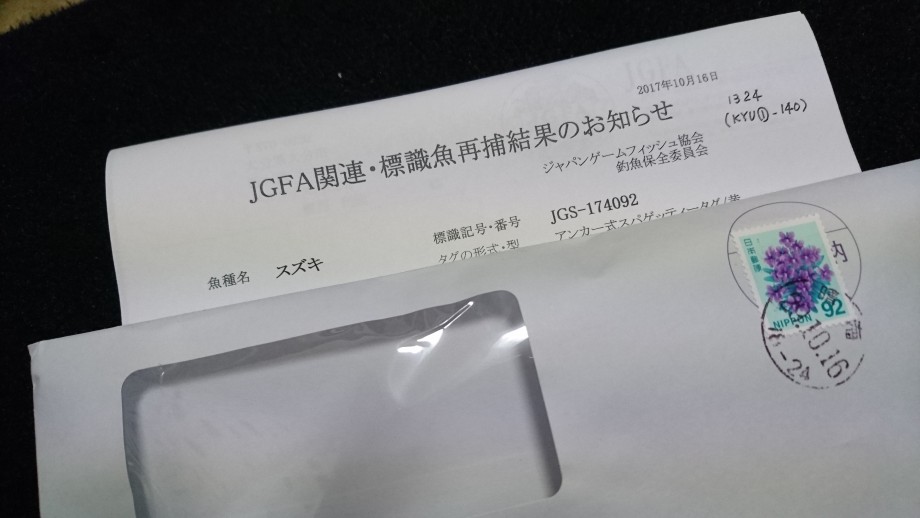 2017年10月16日
1324
(KYU①-140)
JGFA関連・標識魚再捕結果のお知らせ
ジャパンゲームフィッシュ協会
釣魚保全委員会
標識記号・番号 JGS-174092
タグの形式・型 アンカー式スパゲッティータグ/黄
魚種名 スズキ
日本郵便
NIPPON 92
内
10.16
-24